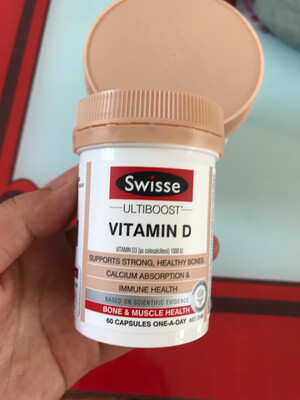 Swisse
ULTIBOOST
VITAMIN D
VITAMIN D3 (as colecalciferol) 1000 IU
SUPPORTS STRONG, HEALTHY BONES,
CALCIUM ABSORPTION &
IMMUNE HEALTH
BASED ON SCIENTIFIC EVIDENCE
BONE & MUSCLE HEALTH
60 CAPSULES ONE-A-DAY